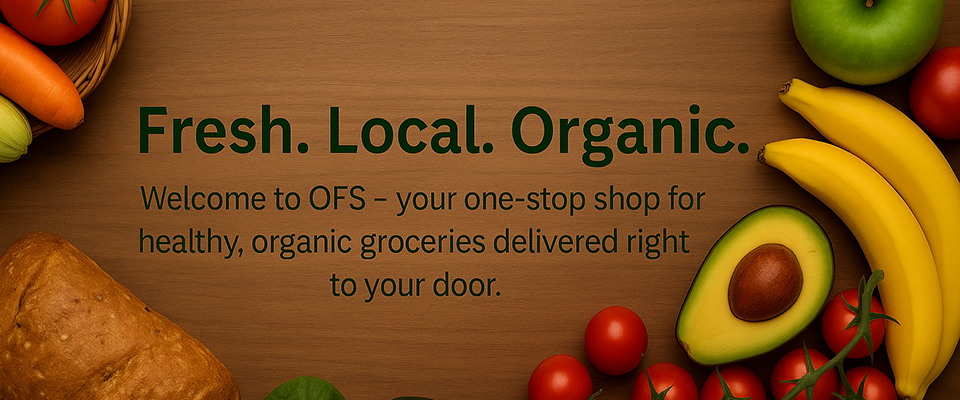 Fresh. Local. Organic.
Welcome to OFS – your one-stop shop for
healthy, organic groceries delivered right
to your door.